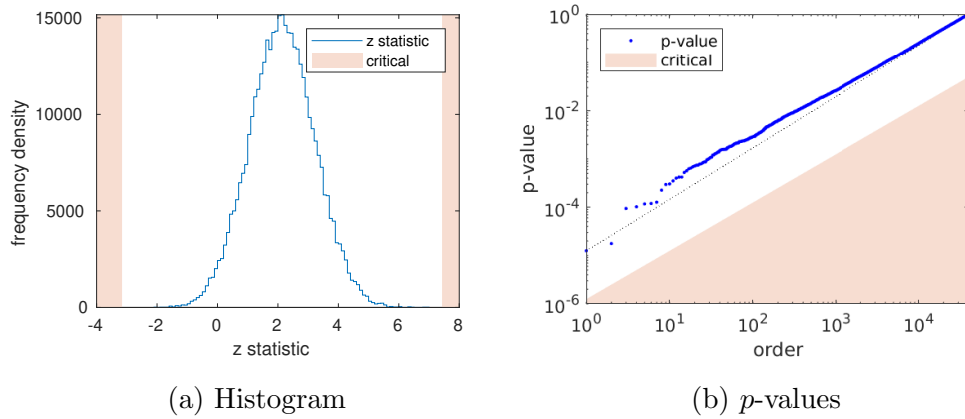 15000
10000
5000
0
frequency density
z statistic
critical
-4 -2 0 2 4 6 8
z statistic
(a) Histogram
10^0
10^-2
10^-4
10^-6
p-value
p-value
critical
10^0 10^1 10^2 10^3 10^4
order
(b) p-values